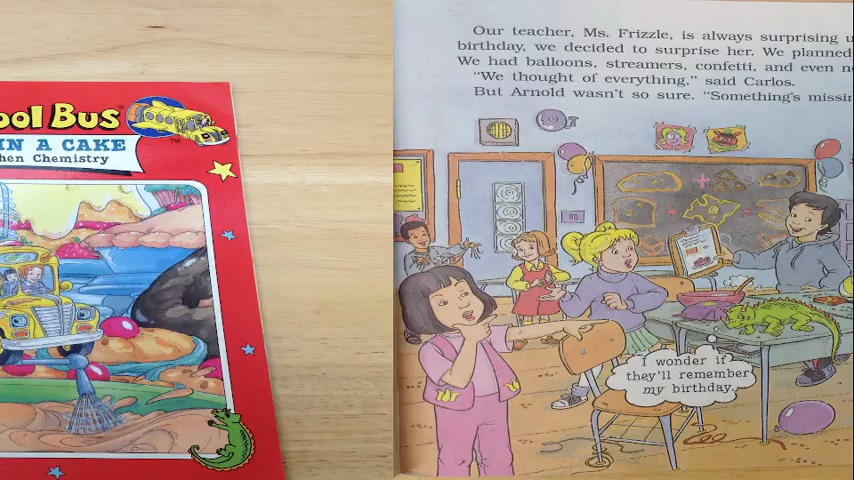 ool Bus
IN A CAKE
hen Chemistry
TM
Our teacher, Ms. Frizzle, is always surprising u
birthday, we decided to surprise her. We planned
We had balloons, streamers, confetti, and even no
"We thought of everything," said Carlos.
But Arnold wasn't so sure. "Something's missin
I wonder if
they'll remember
my birthday.